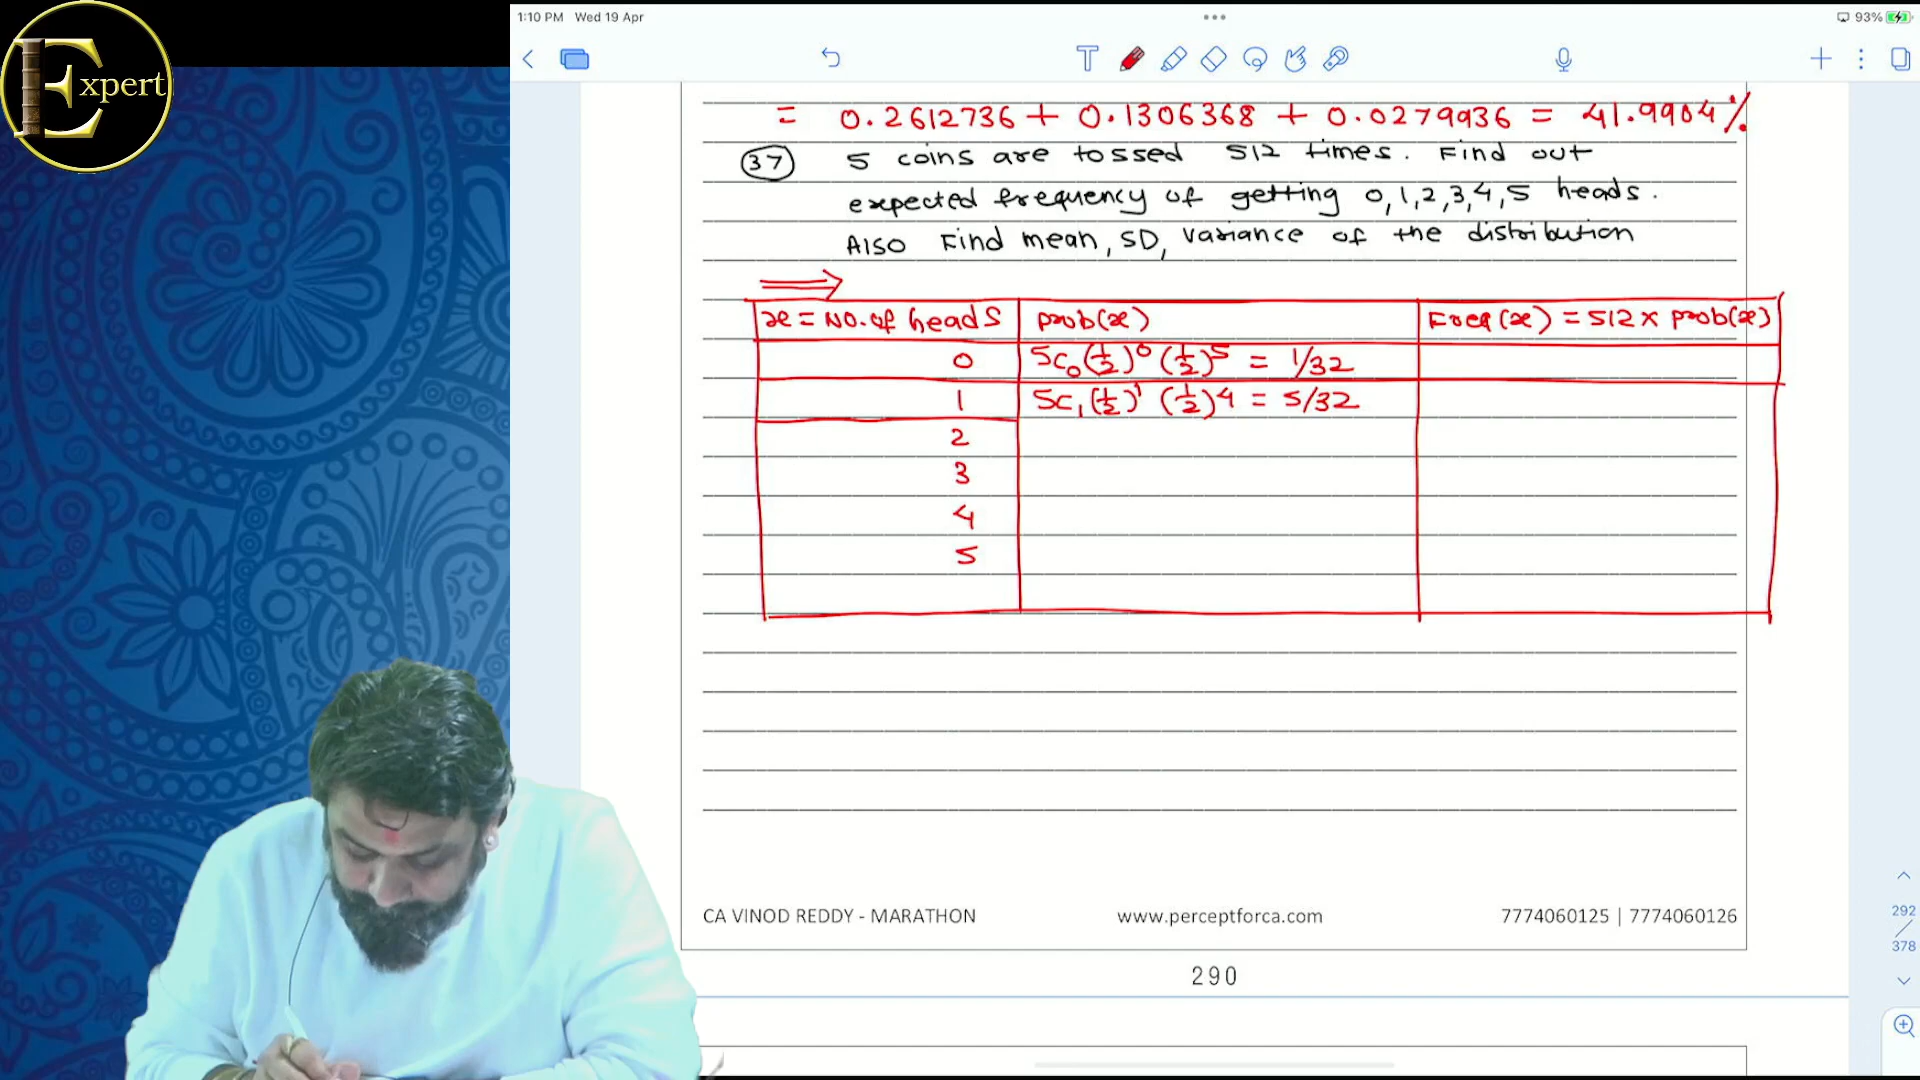 Expert
1:10 PM Wed 19 Apr
93%
= 0.2612736 + 0.1306368 + 0.0279936 = 41.9904%
37 5 coins are tossed 512 times. Find out
expected frequency of getting 0,1,2,3,4,5 heads.
Also Find mean, SD, variance of the distribution
x = No. of heads prob(x) Freq(x) = 512 x prob(x)
0 5C0 (1/2)^0 (1/2)^5 = 1/32
1 5C1 (1/2)^1 (1/2)^4 = 5/32
2
3
4
5
CA VINOD REDDY - MARATHON www.perceptforca.com 7774060125 | 7774060126
290
292
378